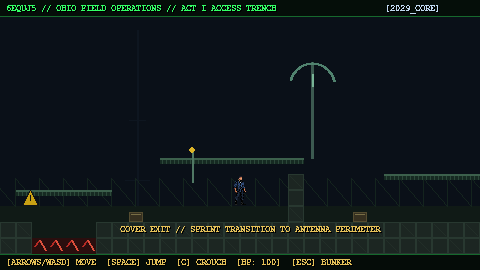 6EQUJ5 // OHIO FIELD OPERATIONS // ACT I ACCESS TRENCH [2029_CORE]
COVER EXIT // SPRINT TRANSITION TO ANTENNA PERIMETER
[ARROWS/WASD] MOVE [SPACE] JUMP [C] CROUCH [HP: 100] [ESC] BUNKER